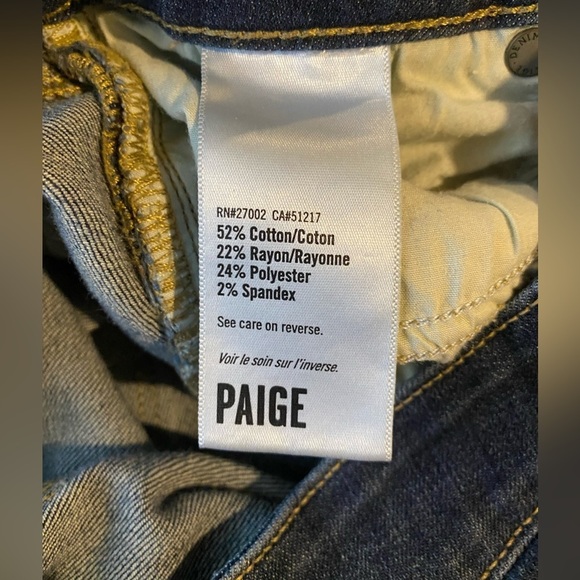 RN#27002 CA#51217
52% Cotton/Coton
22% Rayon/Rayonne
24% Polyester
2% Spandex
See care on reverse.
Voir le soin sur l'inverse.
PAIGE
DENIM